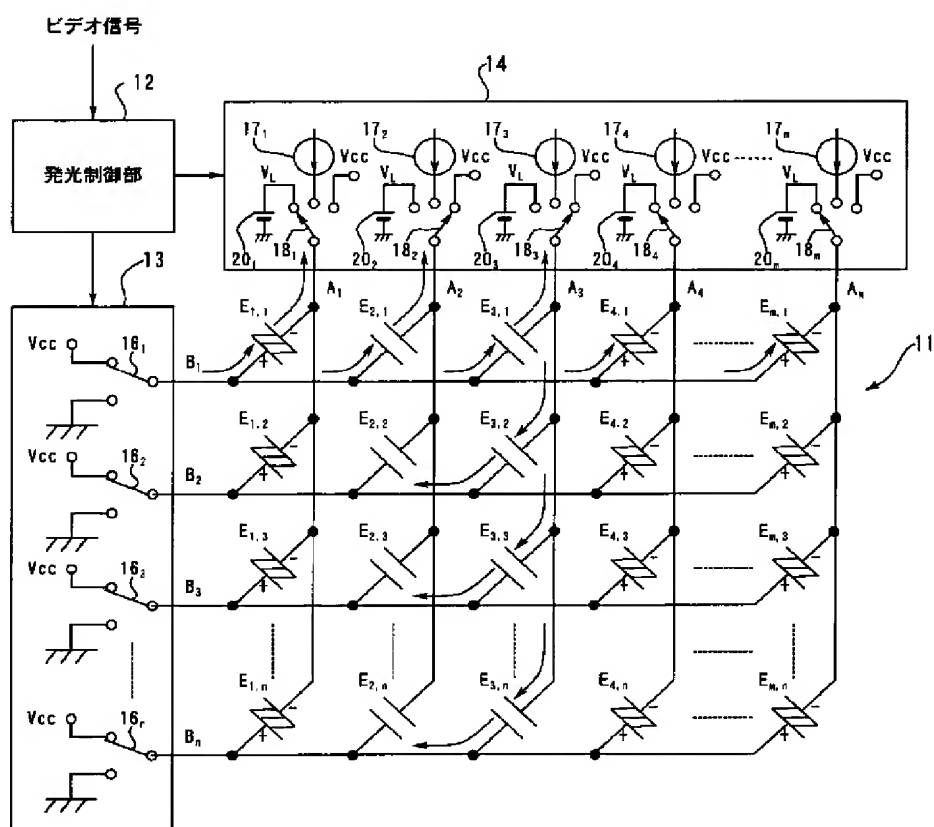 ビデオ信号
12
発光制御部
14
17₁ 17₂ 17₃ 17₄ 17ₘ
Vcc Vcc Vcc Vcc Vcc
V_L V_L V_L V_L V_L
20₁ 18₁ 20₂ 18₂ 20₃ 18₃ 20₄ 18₄ 20ₘ 18ₘ
13
A₁ A₂ A₃ A₄
E₁,₁ E₂,₁ E₃,₁ E₄,₁ Eₘ,₁
Vcc 16₁ B₁
11
+ - + - + -
E₁,₂ E₂,₂ E₃,₂ E₄,₂ Eₘ,₂
Vcc 16₂ B₂
+ - + - + -
E₁,₃ E₂,₃ E₃,₃ E₄,₃ Eₘ,₃
Vcc 16₂ B₃
+ - + - + -
E₁,ₙ E₂,ₙ E₃,ₙ E₄,ₙ Eₘ,ₙ
Vcc 16ᵣ Bₙ
+ - + - + -